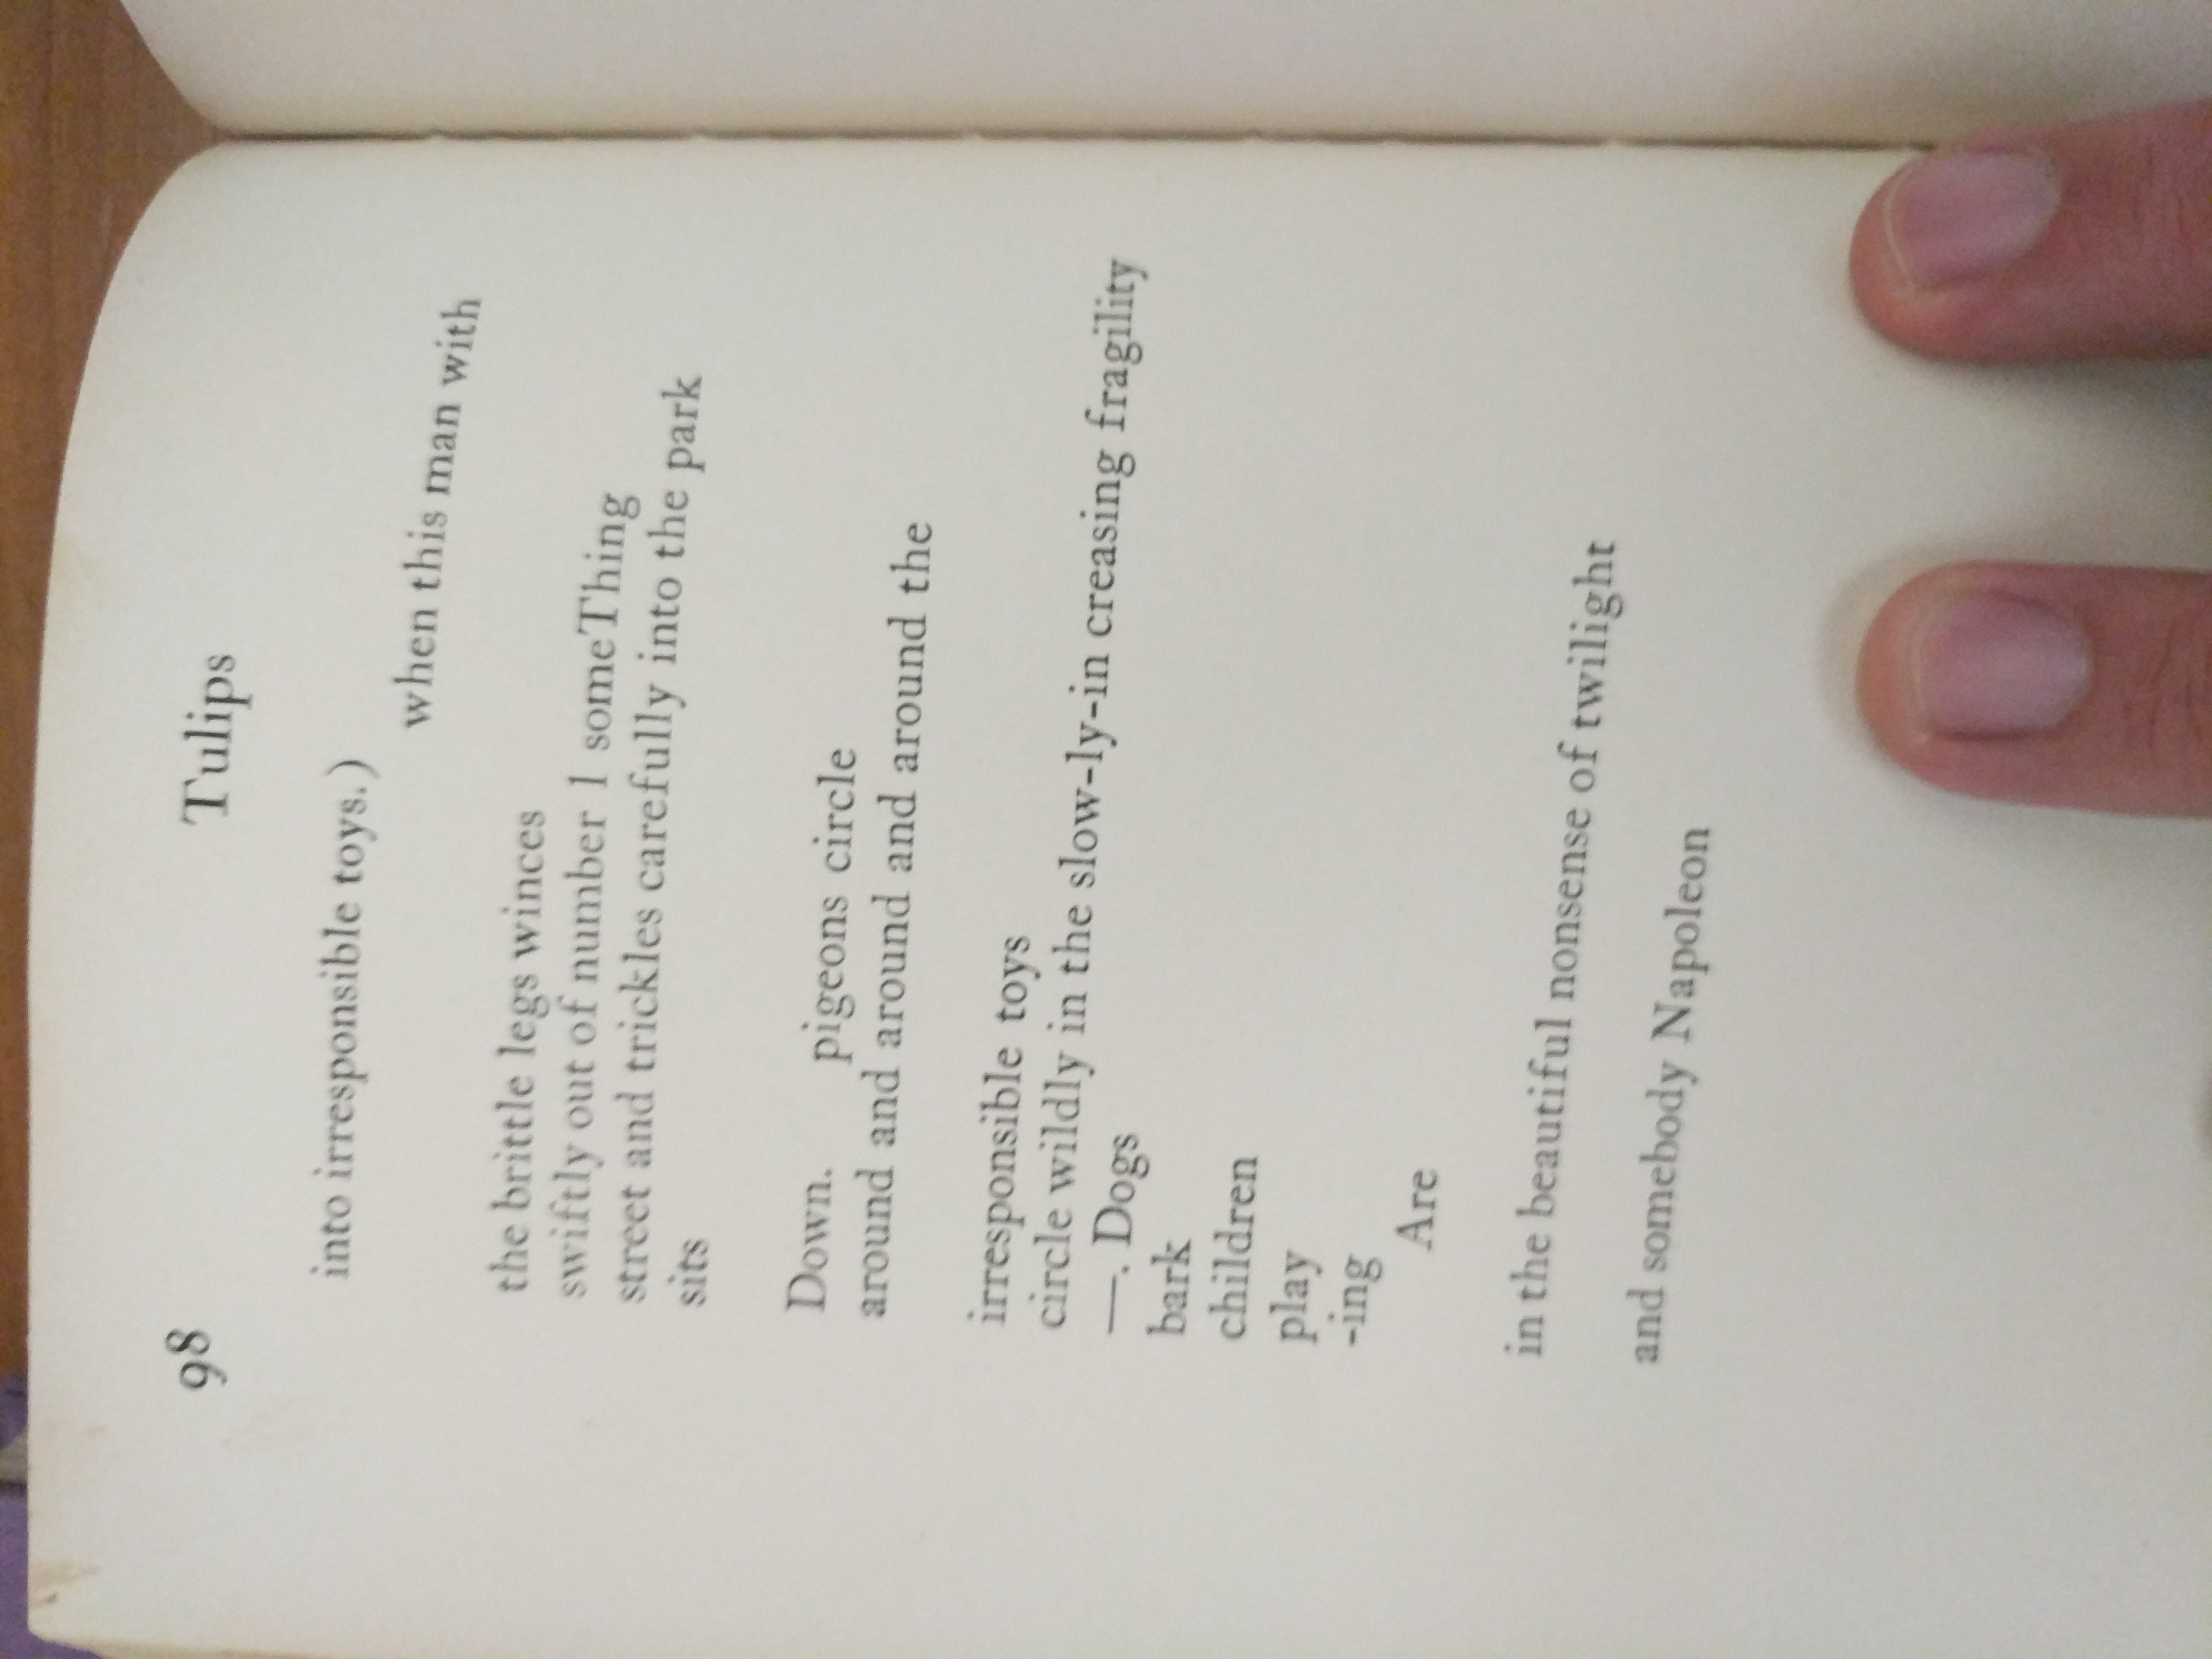 98 Tulips
into irresponsible toys.)
when this man with
the brittle legs winces
swiftly out of number 1 someThing
street and trickles carefully into the park
sits
Down. pigeons circle
around and around and around the
irresponsible toys
circle wildly in the slow-ly-in creasing fragility
—. Dogs
bark
children
play
-ing
Are
in the beautiful nonsense of twilight
and somebody Napoleon